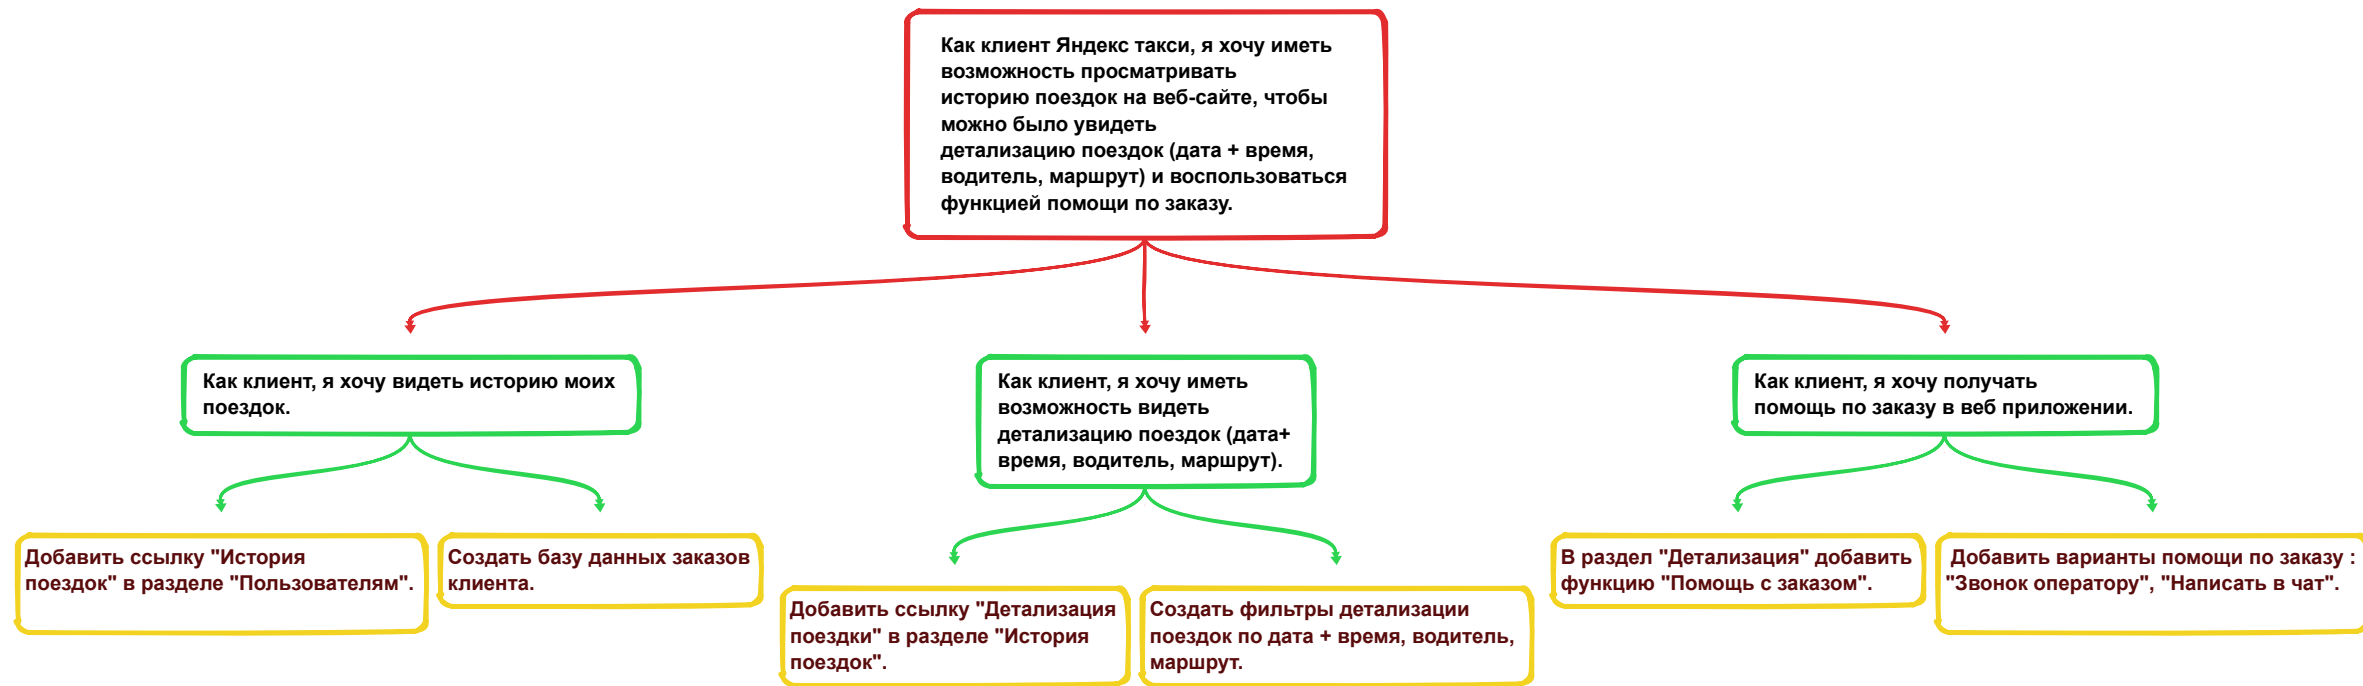 Как клиент Яндекс такси, я хочу иметь
возможность просматривать
историю поездок на веб-сайте, чтобы
можно было увидеть
детализацию поездок (дата + время,
водитель, маршрут) и воспользоваться
функцией помощи по заказу.
Как клиент, я хочу видеть историю моих
поездок.
Как клиент, я хочу иметь
возможность видеть
детализацию поездок (дата+
время, водитель, маршрут).
Как клиент, я хочу получать
помощь по заказу в веб приложении.
Добавить ссылку "История
поездок" в разделе "Пользователям".
Создать базу данных заказов
клиента.
Добавить ссылку "Детализация
поездки" в разделе "История
поездок".
Создать фильтры детализации
поездок по дата + время, водитель,
маршрут.
В раздел "Детализация" добавить
функцию "Помощь с заказом".
Добавить варианты помощи по заказу :
"Звонок оператору", "Написать в чат".